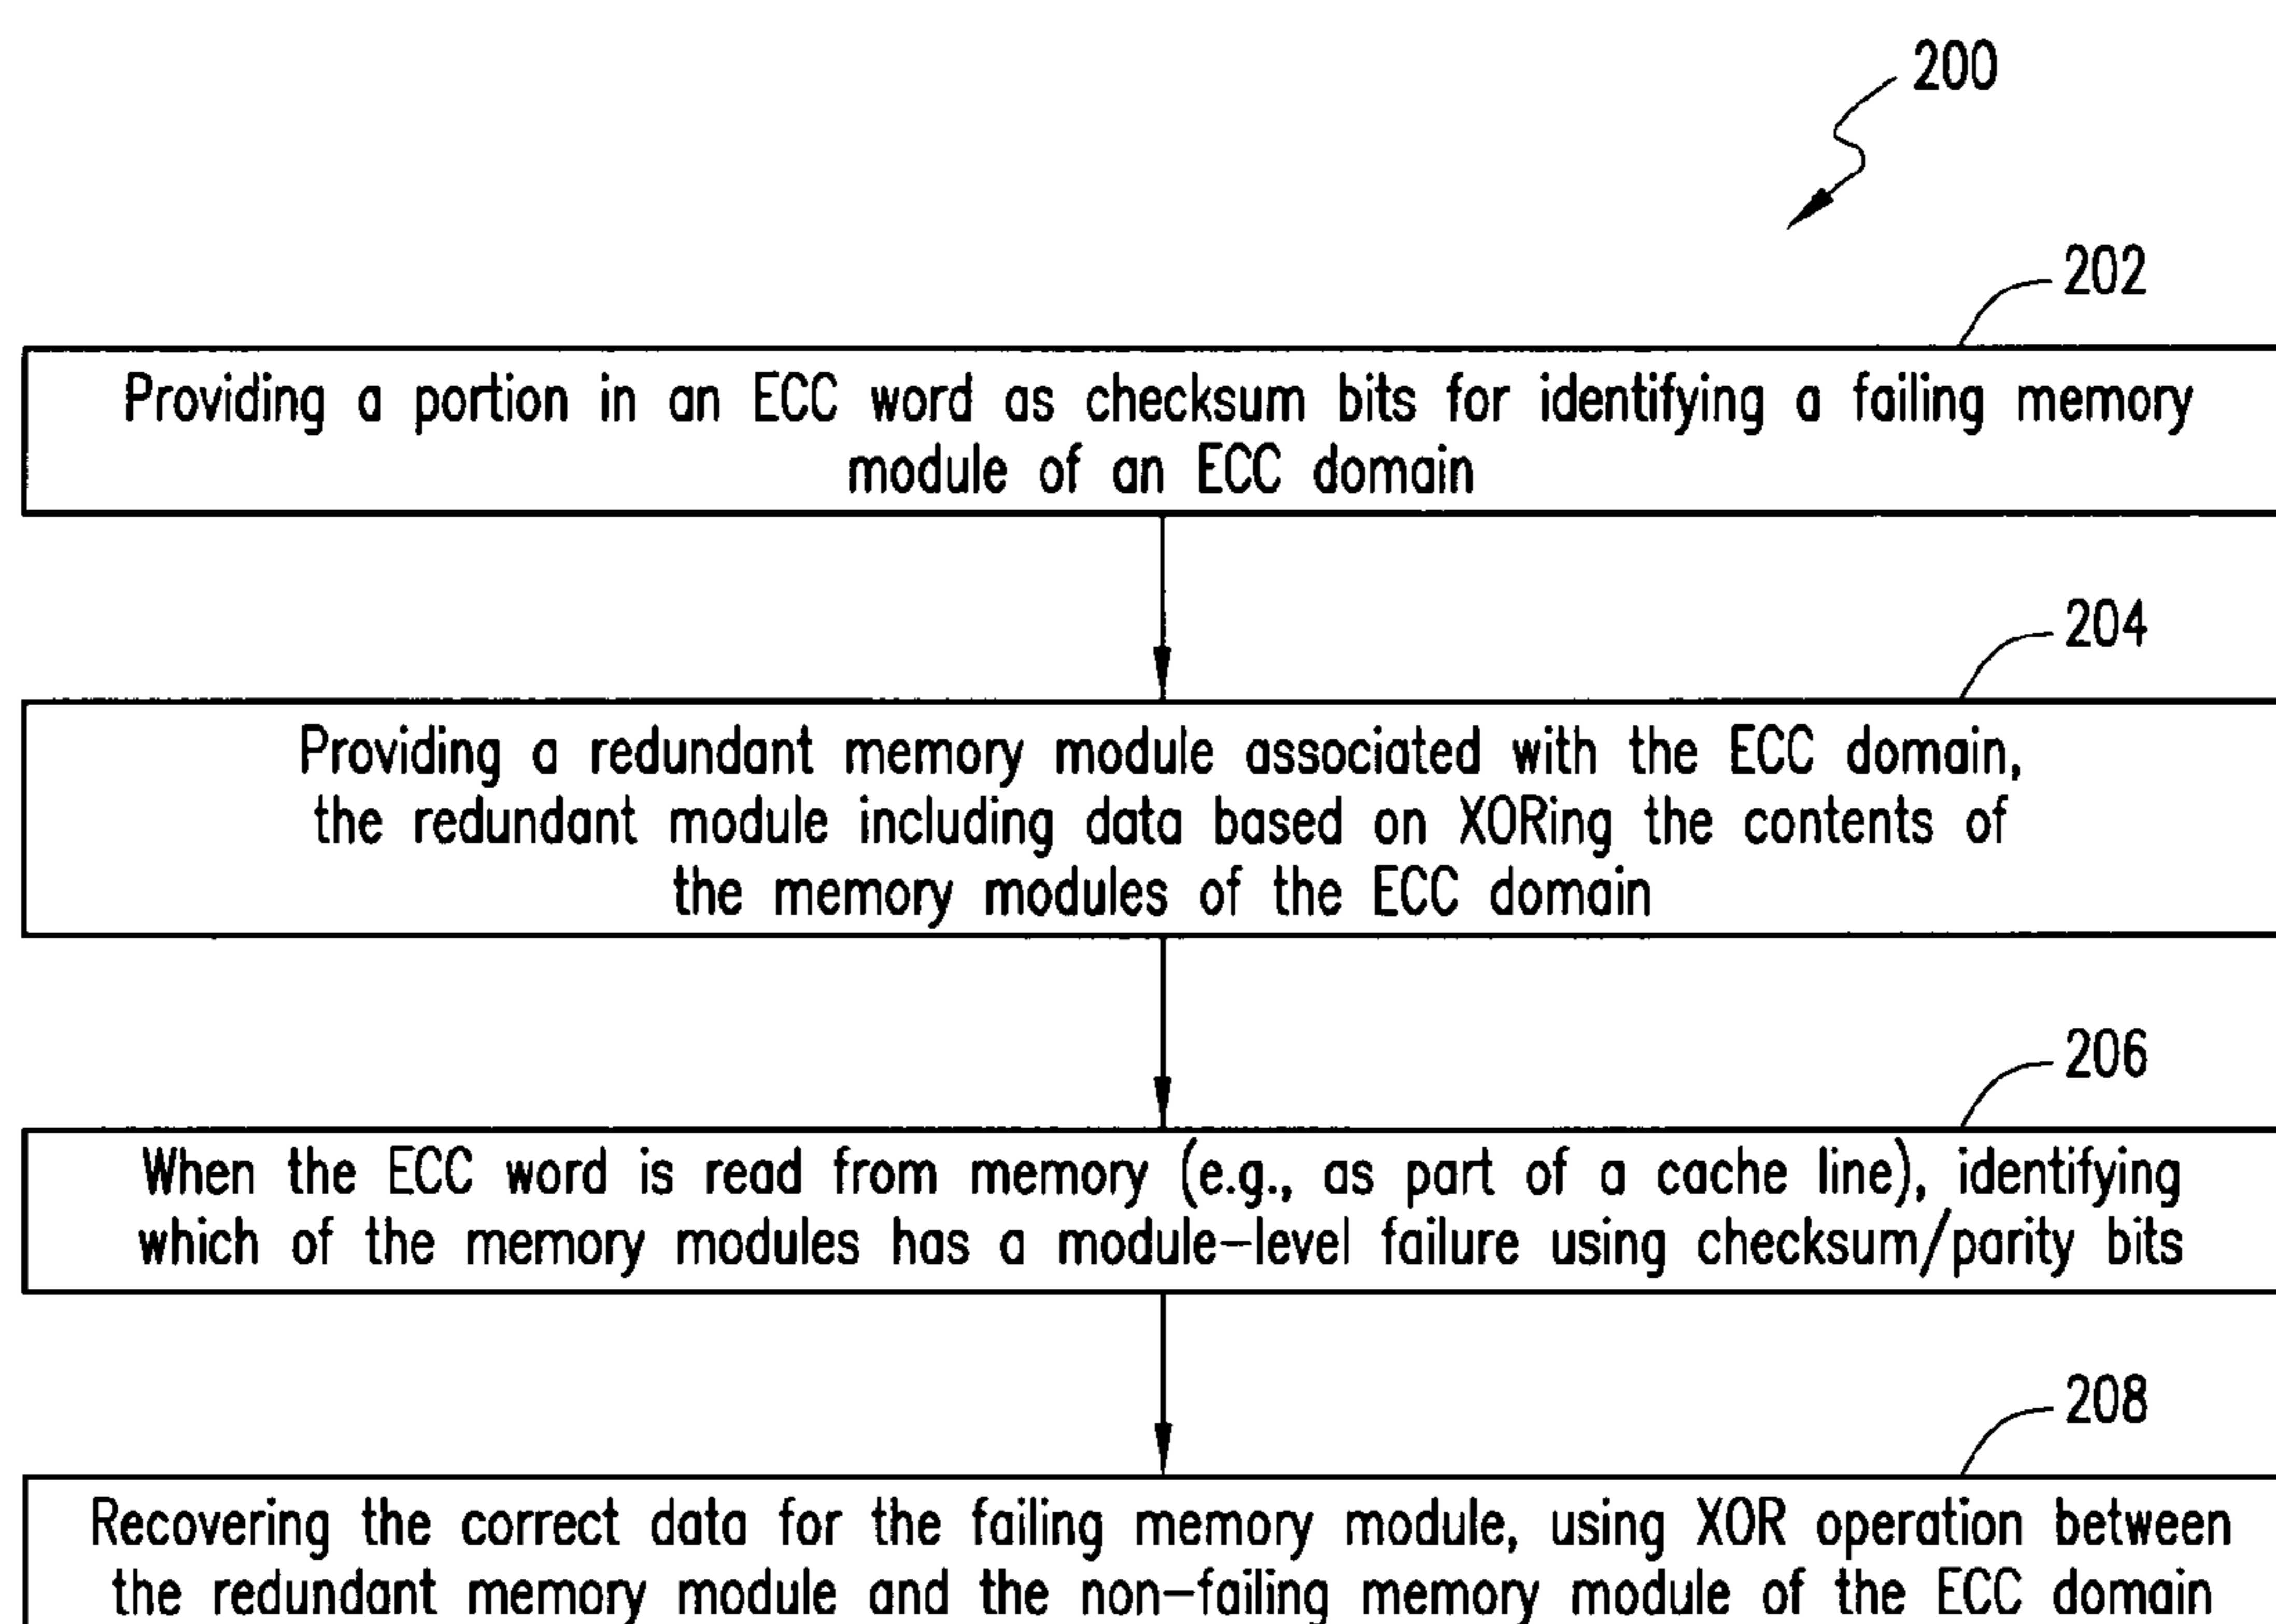 200
202
Providing a portion in an ECC word as checksum bits for identifying a failing memory
module of an ECC domain
204
Providing a redundant memory module associated with the ECC domain,
the redundant module including data based on XORing the contents of
the memory modules of the ECC domain
206
When the ECC word is read from memory (e.g., as part of a cache line), identifying
which of the memory modules has a module-level failure using checksum/parity bits
208
Recovering the correct data for the failing memory module, using XOR operation between
the redundant memory module and the non-failing memory module of the ECC domain